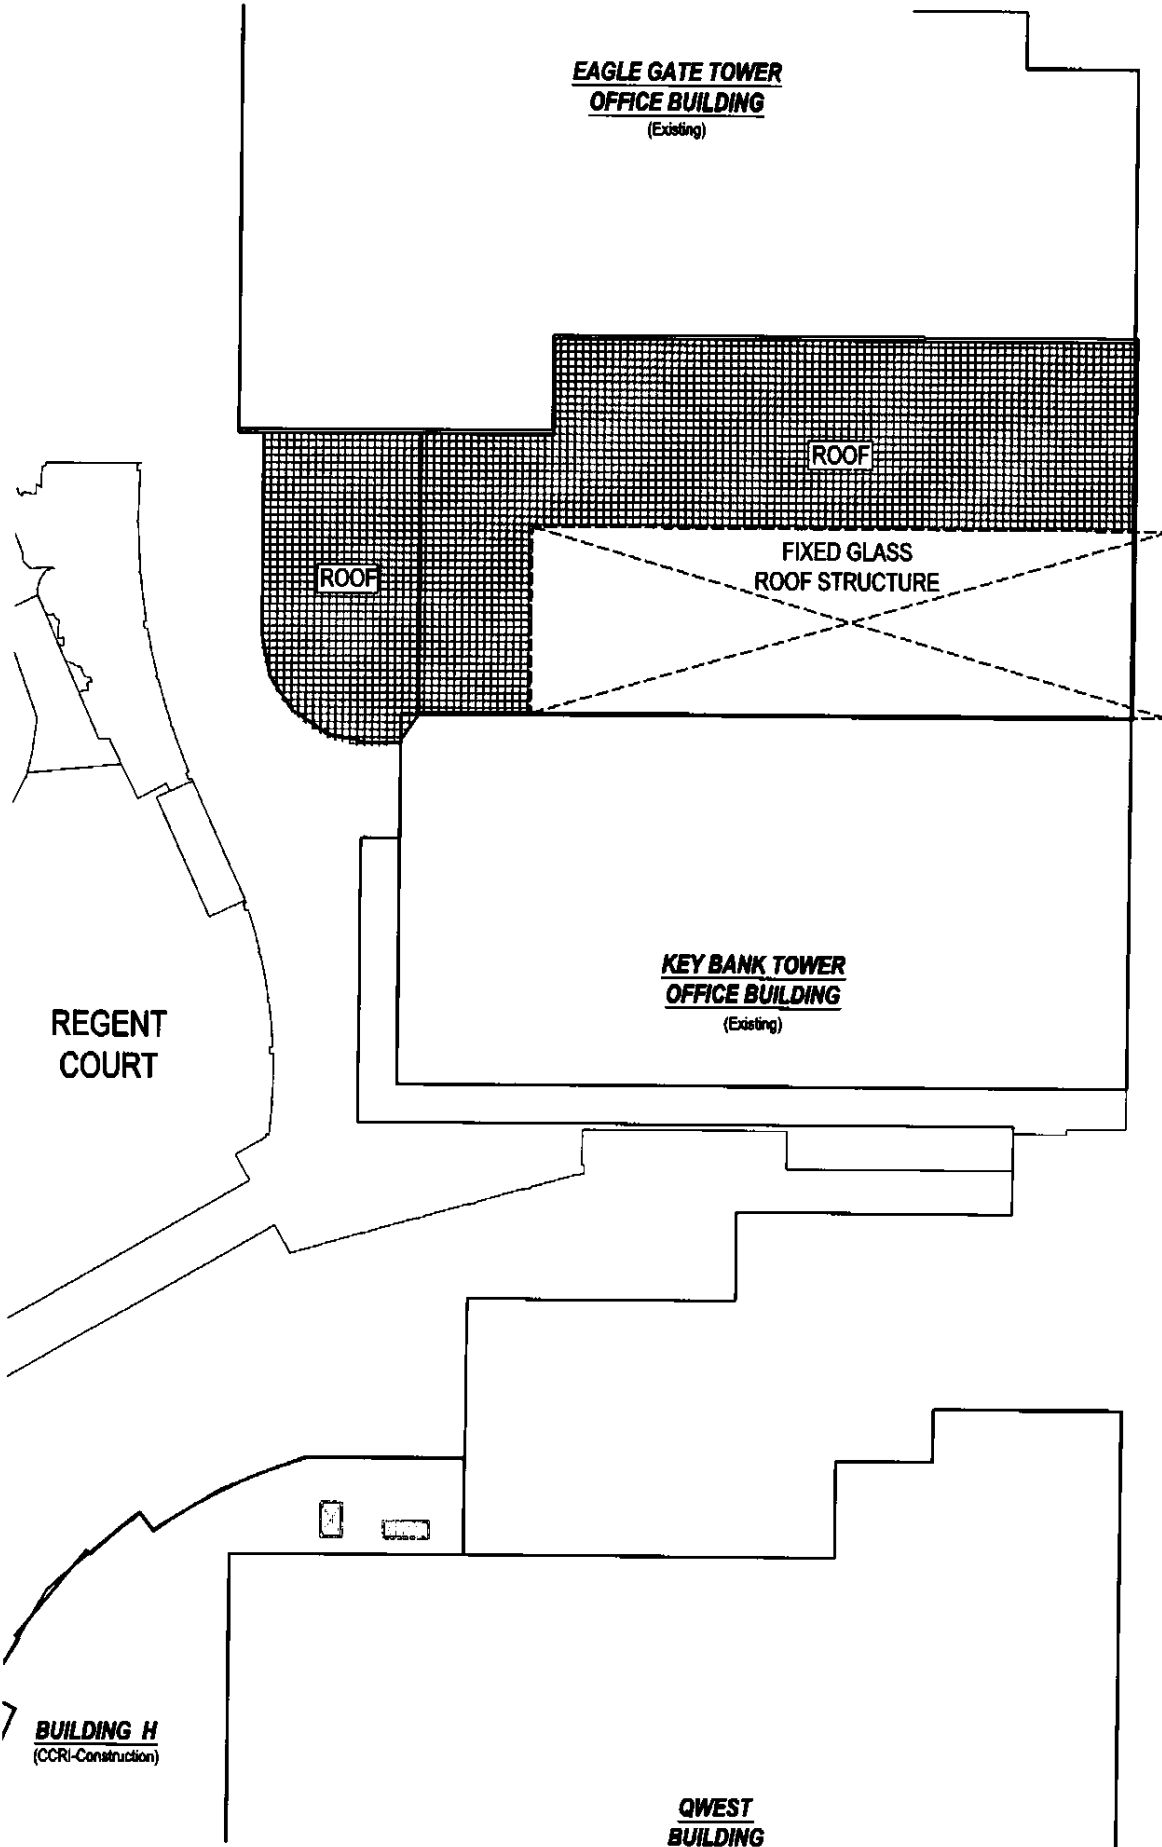 EAGLE GATE TOWER
OFFICE BUILDING
(Existing)
ROOF
ROOF
FIXED GLASS
ROOF STRUCTURE
KEY BANK TOWER
OFFICE BUILDING
(Existing)
REGENT
COURT
BUILDING H
(CCRI-Construction)
QWEST
BUILDING